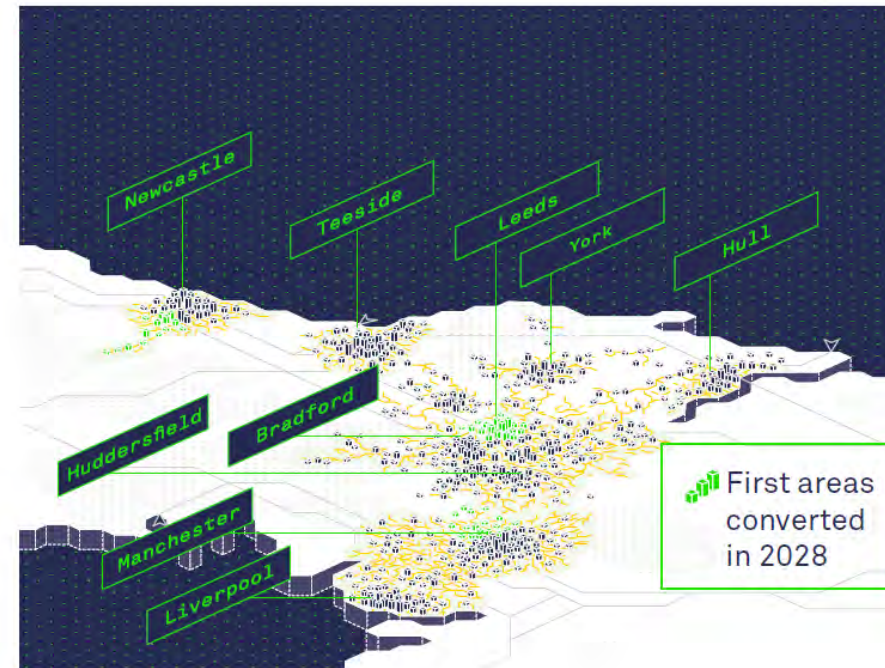 Newcastle
Teeside
Leeds
York
Hull
Bradford
Huddersfield
Manchester
Liverpool
First areas
converted
in 2028